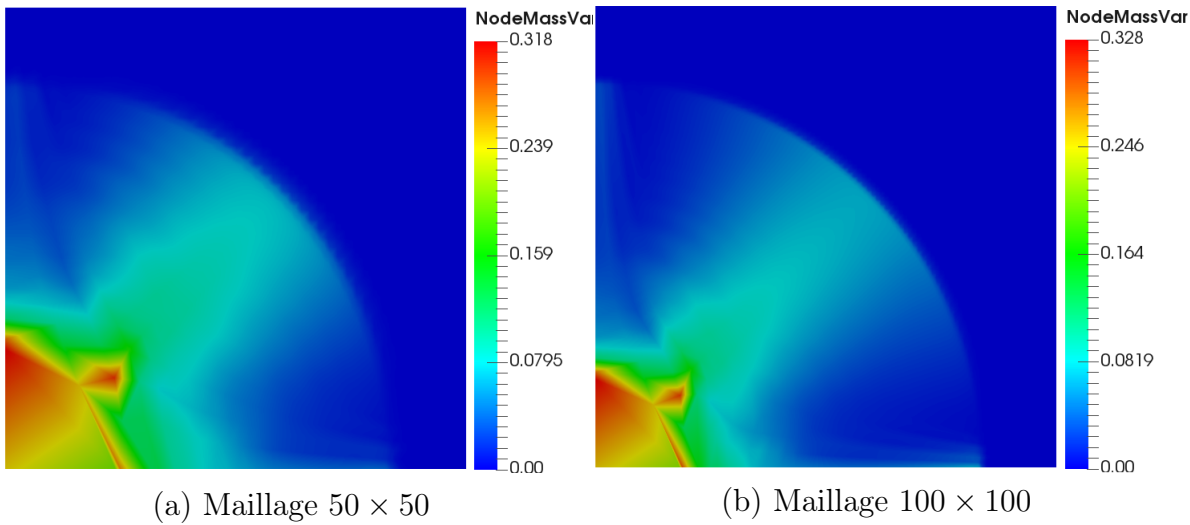 NodeMassVar
0.318
0.239
0.159
0.0795
0.00
(a) Maillage 50 × 50
NodeMassVar
0.328
0.246
0.164
0.0819
0.00
(b) Maillage 100 × 100